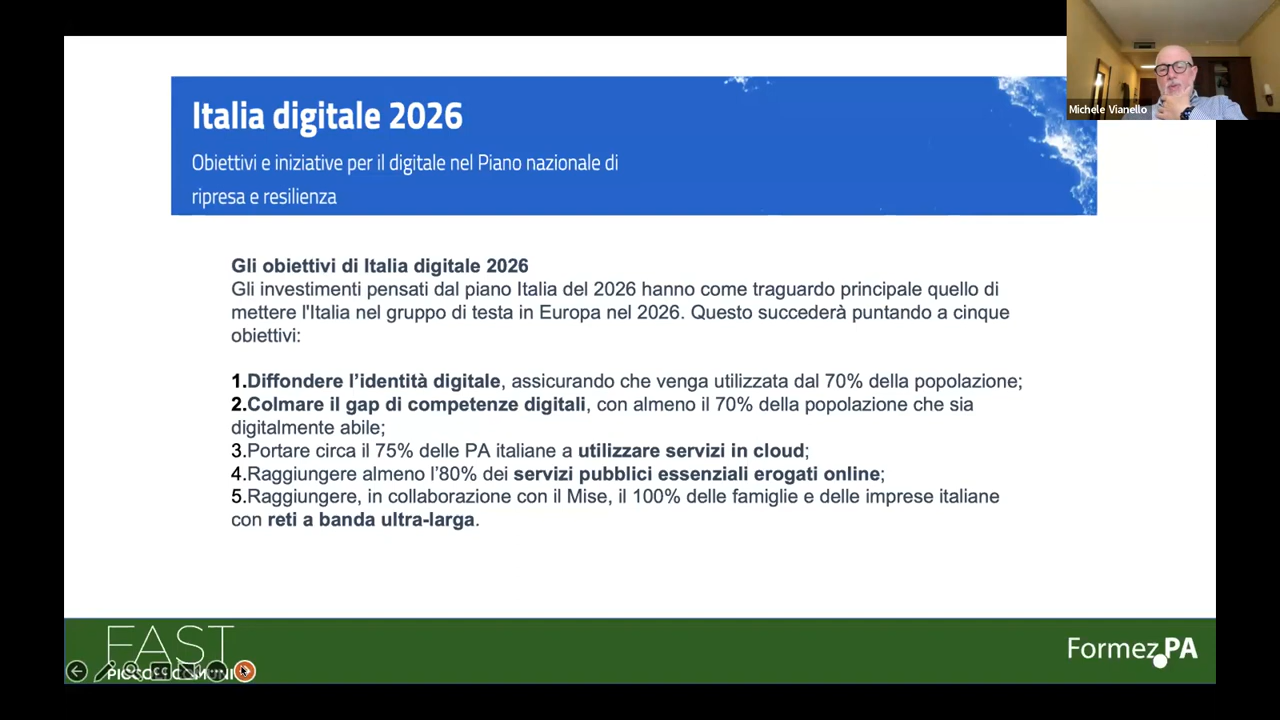 Italia digitale 2026
Obiettivi e iniziative per il digitale nel Piano nazionale di
ripresa e resilienza
Michele Vianello
Gli obiettivi di Italia digitale 2026
Gli investimenti pensati dal piano Italia del 2026 hanno come traguardo principale quello di
mettere l'Italia nel gruppo di testa in Europa nel 2026. Questo succederà puntando a cinque
obiettivi:
1.Diffondere l’identità digitale, assicurando che venga utilizzata dal 70% della popolazione;
2.Colmare il gap di competenze digitali, con almeno il 70% della popolazione che sia
digitalmente abile;
3.Portare circa il 75% delle PA italiane a utilizzare servizi in cloud;
4.Raggiungere almeno l’80% dei servizi pubblici essenziali erogati online;
5.Raggiungere, in collaborazione con il Mise, il 100% delle famiglie e delle imprese italiane
con reti a banda ultra-larga.
FAST
PICCOLI COMUNI
Formez PA